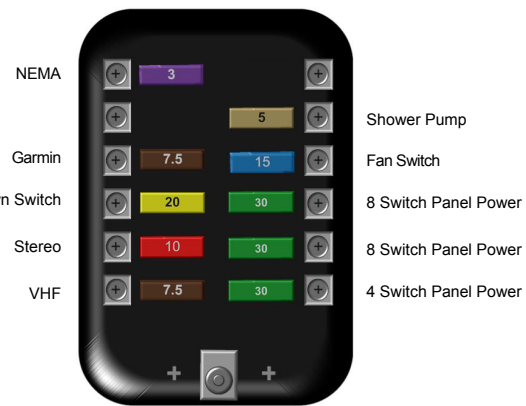 NEMA 3
5 Shower Pump
Garmin 7.5 15 Fan Switch
Switch 20 30 8 Switch Panel Power
Stereo 10 30 8 Switch Panel Power
VHF 7.5 30 4 Switch Panel Power